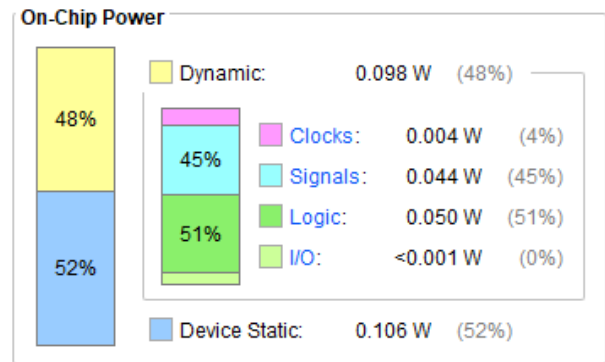 On-Chip Power
48%
52%
Dynamic: 0.098 W (48%)
45%
51%
Clocks: 0.004 W (4%)
Signals: 0.044 W (45%)
Logic: 0.050 W (51%)
I/O: <0.001 W (0%)
Device Static: 0.106 W (52%)